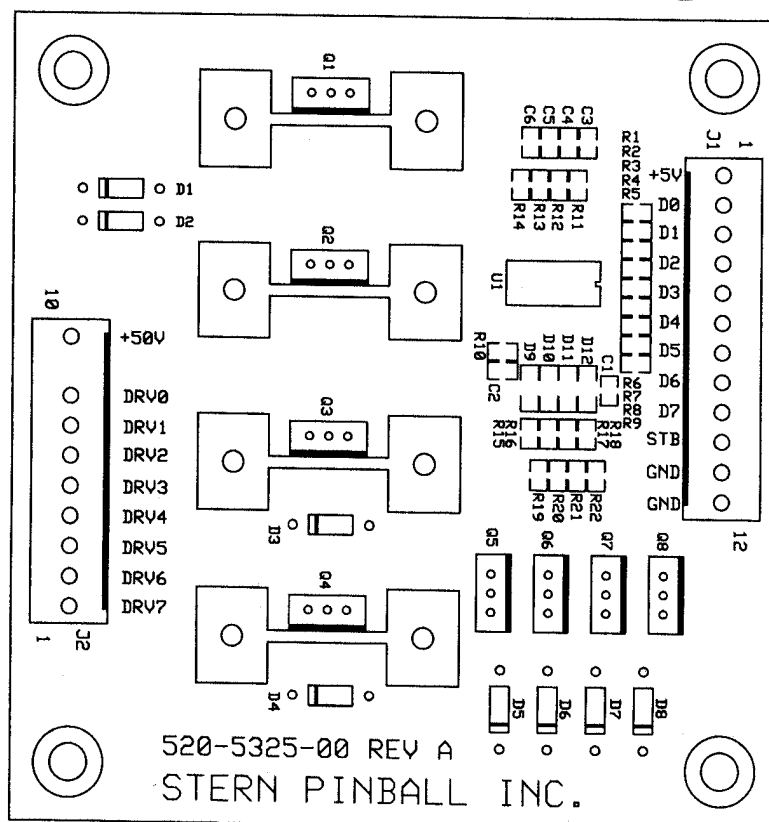 Q1
C6 C5 C4 C3
R1
R2
R3
R4
R5
J1 1
+5V
D0
D1
D2
D3
D4
D5
D6
D7
STB
GND
GND
12
D1
D2
R14 R13 R12 R11
Q2
U1
10
+50V
DRV0
DRV1
DRV2
DRV3
DRV4
DRV5
DRV6
DRV7
1 J2
R10
C2
D9 D10 D11 D12
C1
R6
R7
R8
R9
R15 R16 R17 R18
R19 R20 R21 R22
Q3
D3
Q4
D4
Q5 Q6 Q7 Q8
D5 D6 D7 D8
520-5325-00 REV A
STERN PINBALL INC.